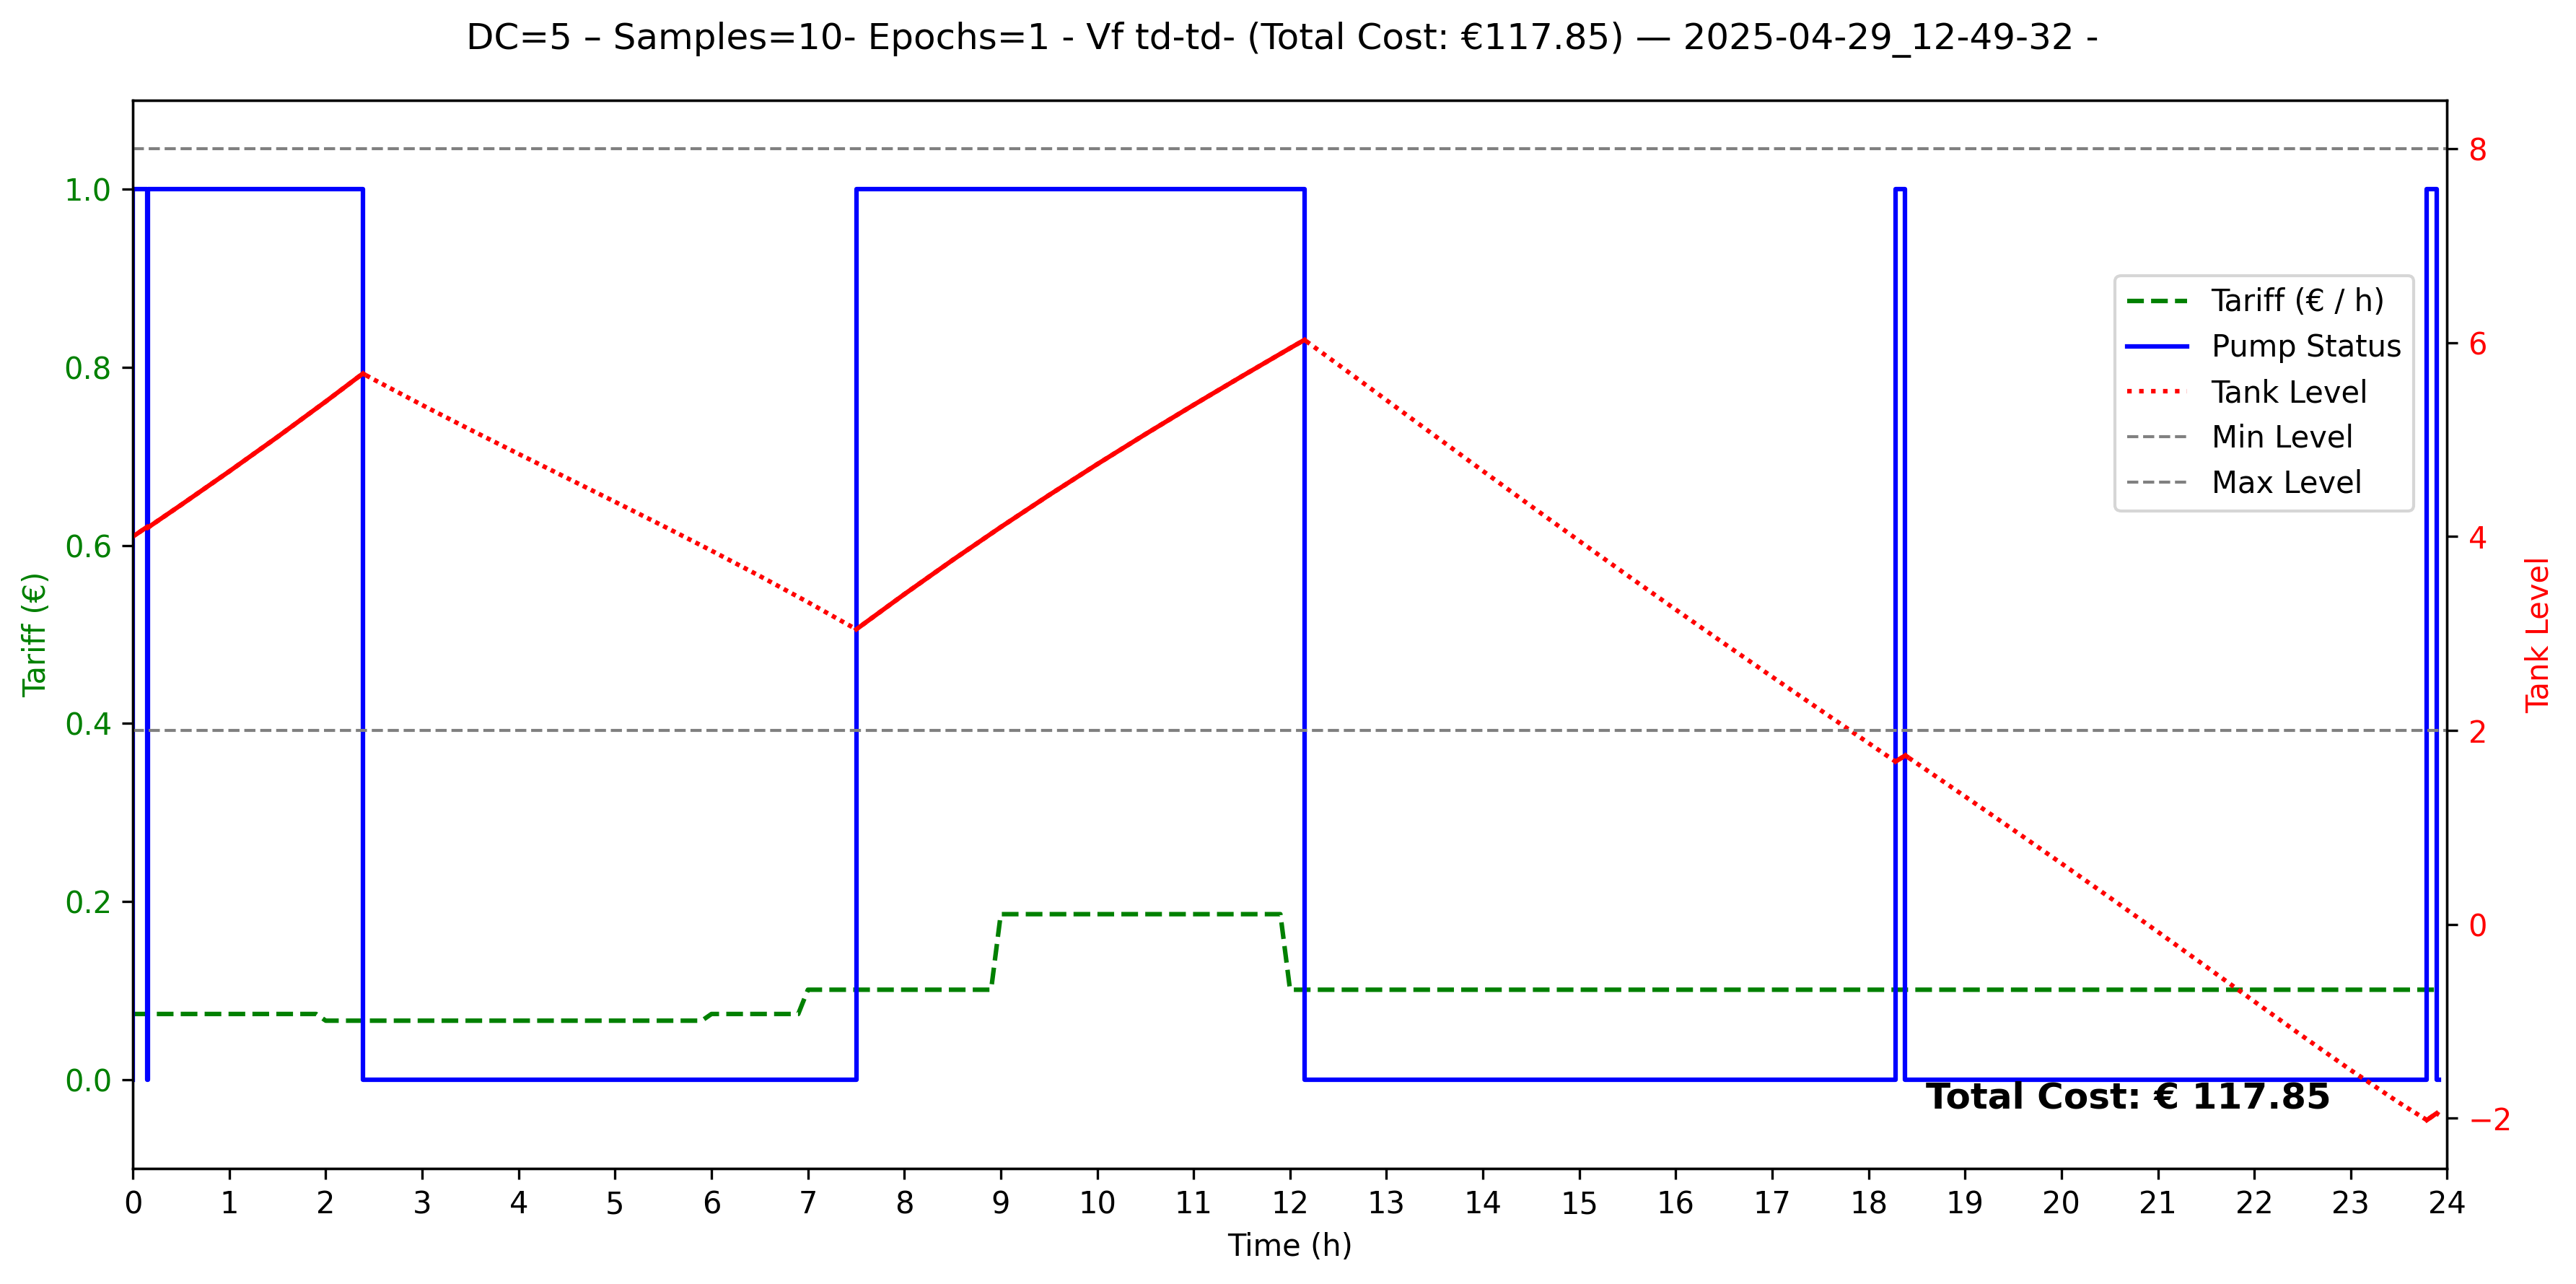 DC=5 – Samples=10- Epochs=1 - Vf td-td- (Total Cost: €117.85) — 2025-04-29_12-49-32 -
1.0
0.8
0.6
0.4
0.2
0.0
Tariff (€)
8
6
4
2
0
−2
Tank Level
Tariff (€ / h)
Pump Status
Tank Level
Min Level
Max Level
Total Cost: € 117.85
0 1 2 3 4 5 6 7 8 9 10 11 12 13 14 15 16 17 18 19 20 21 22 23 24
Time (h)